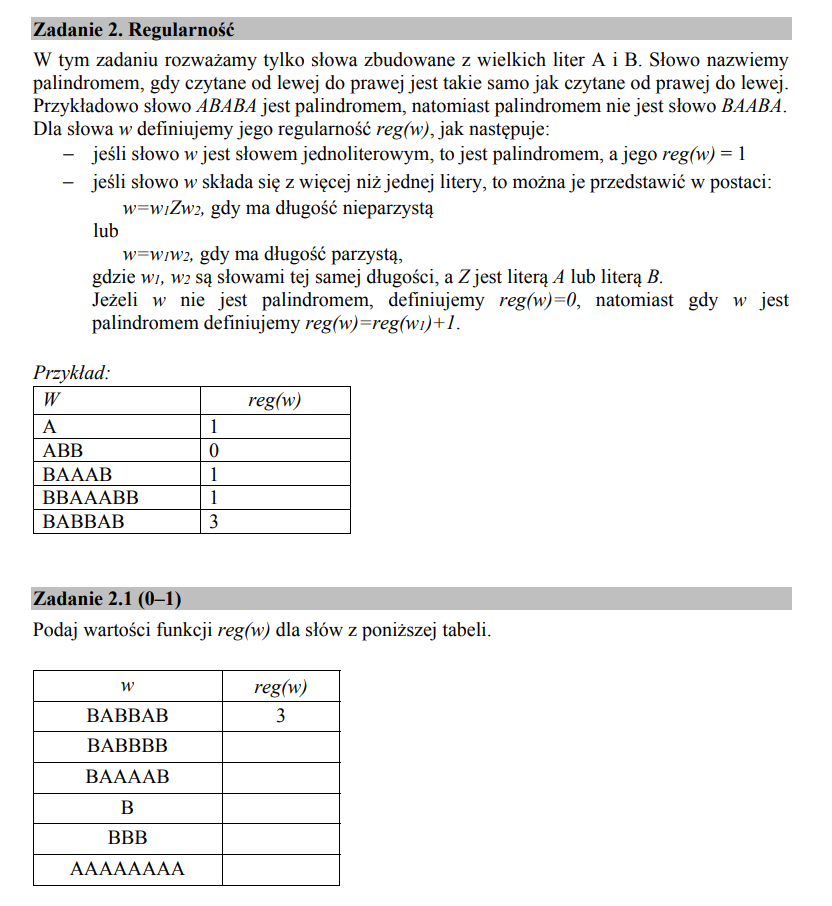 Zadanie 2. Regularność
W tym zadaniu rozważamy tylko słowa zbudowane z wielkich liter A i B. Słowo nazwiemy
palindromem, gdy czytane od lewej do prawej jest takie samo jak czytane od prawej do lewej.
Przykładowo słowo ABABA jest palindromem, natomiast palindromem nie jest słowo BAABA.
Dla słowa w definiujemy jego regularność reg(w), jak następuje:
– jeśli słowo w jest słowem jednoliterowym, to jest palindromem, a jego reg(w) = 1
– jeśli słowo w składa się z więcej niż jednej litery, to można je przedstawić w postaci:
w=w1Zw2, gdy ma długość nieparzystą
lub
w=w1w2, gdy ma długość parzystą,
gdzie w1, w2 są słowami tej samej długości, a Z jest literą A lub literą B.
Jeżeli w nie jest palindromem, definiujemy reg(w)=0, natomiast gdy w jest
palindromem definiujemy reg(w)=reg(w1)+1.
Przykład:
W reg(w)
A 1
ABB 0
BAAAB 1
BBAAABB 1
BABBAB 3
Zadanie 2.1 (0–1)
Podaj wartości funkcji reg(w) dla słów z poniższej tabeli.
w reg(w)
BABBAB 3
BABBBB
BAAAAB
B
BBB
AAAAAAAA